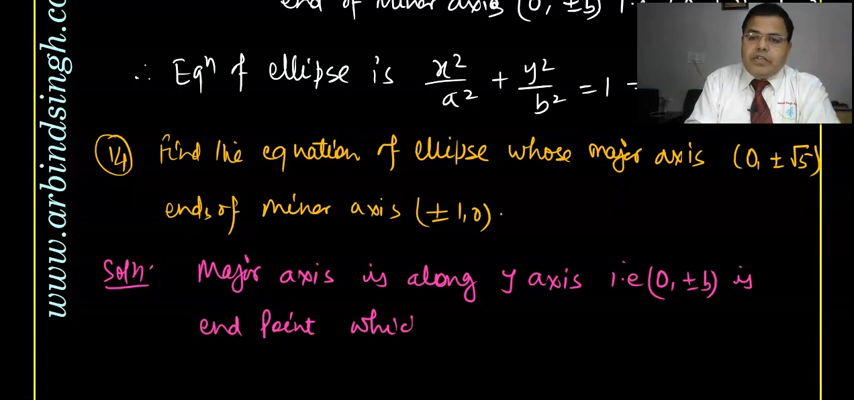 end of minor axis (0, ±b) i.e
∴ Eqⁿ of ellipse is x²/a² + y²/b² = 1 =
(14) Find the equation of ellipse whose major axis (0, ±√5)
ends of minor axis (±1, 0).
Solⁿ. Major axis is along y axis i.e (0, ±b) is
end point whic
www.arbindsingh.co